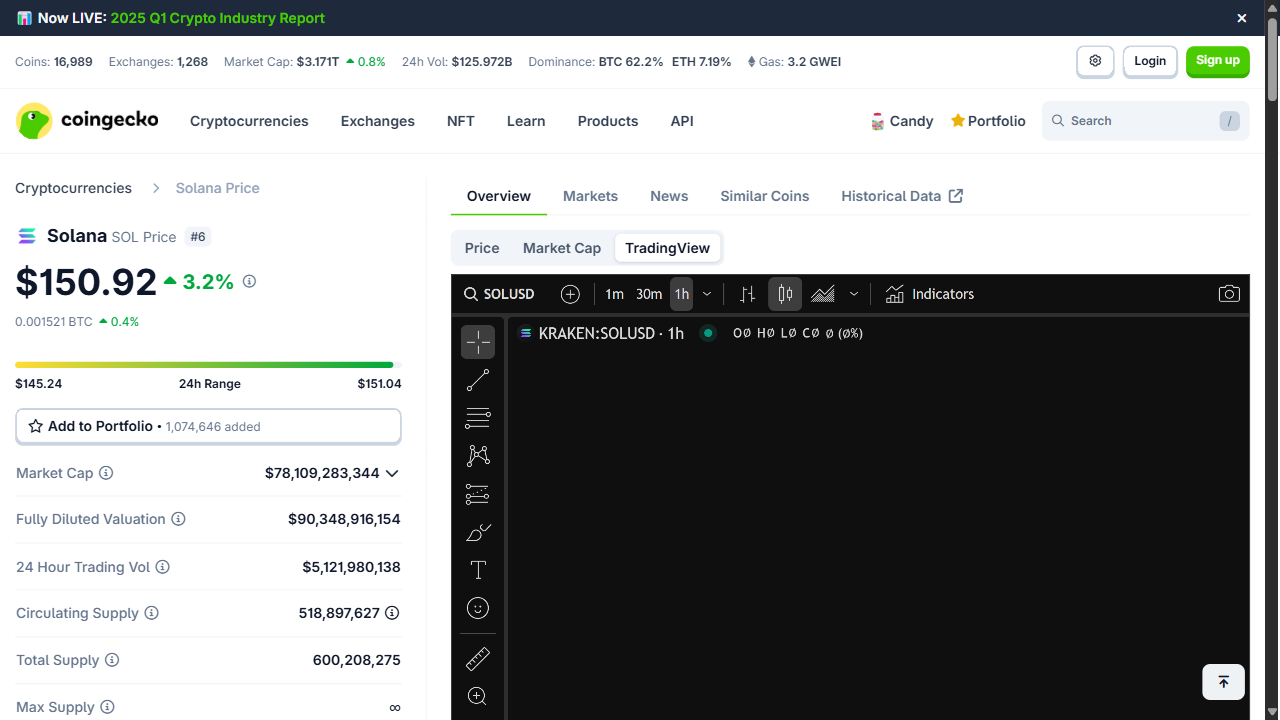 Now LIVE: 2025 Q1 Crypto Industry Report
Coins: 16,989 Exchanges: 1,268 Market Cap: $3.171T 0.8% 24h Vol: $125.972B Dominance: BTC 62.2% ETH 7.19% Gas: 3.2 GWEI
Login
Sign up
coingecko
Cryptocurrencies Exchanges NFT Learn Products API
Candy Portfolio
Search /
Cryptocurrencies Solana Price
Solana SOL Price #6
$150.92 3.2%
0.001521 BTC 0.4%
$145.24 24h Range $151.04
Add to Portfolio • 1,074,646 added
Market Cap $78,109,283,344
Fully Diluted Valuation $90,348,916,154
24 Hour Trading Vol $5,121,980,138
Circulating Supply 518,897,627
Total Supply 600,208,275
Max Supply ∞
Overview Markets News Similar Coins Historical Data
Price Market Cap TradingView
SOLUSD 1m 30m 1h Indicators
KRAKEN:SOLUSD · 1h O∅ H∅ L∅ C∅ ∅ (∅%)